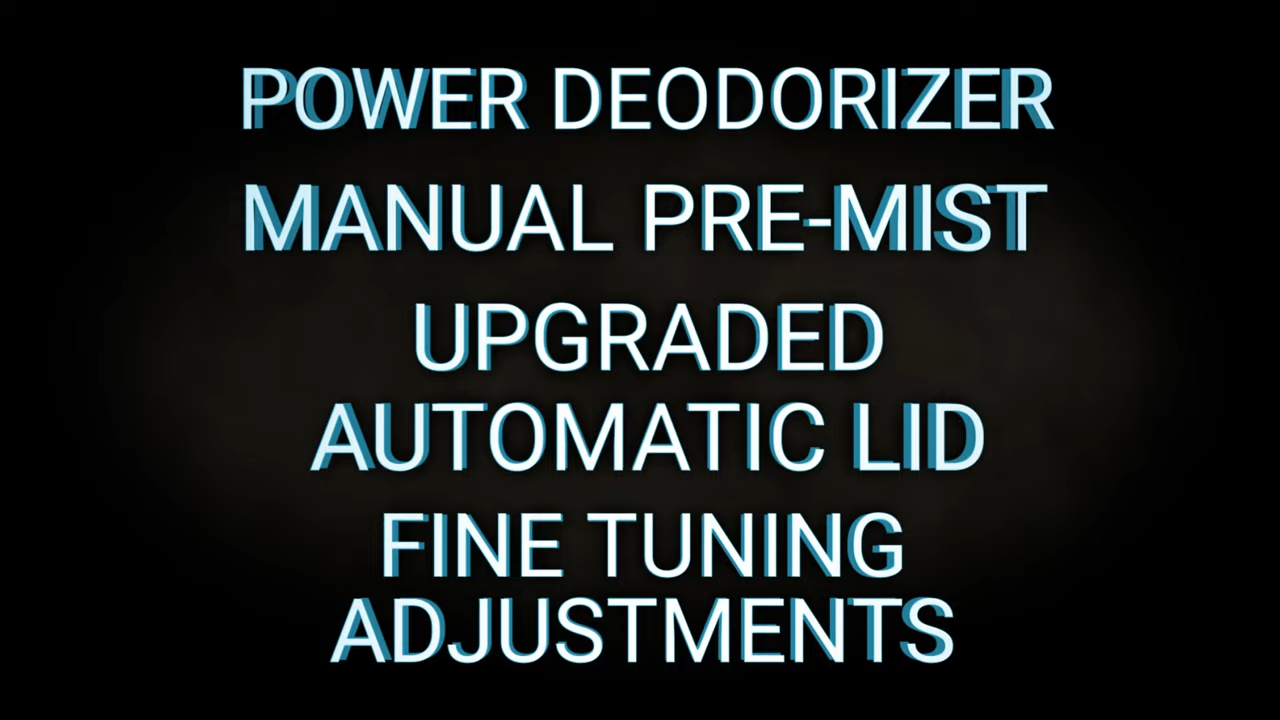 POWER DEODORIZER
MANUAL PRE-MIST
UPGRADED
AUTOMATIC LID
FINE TUNING
ADJUSTMENTS